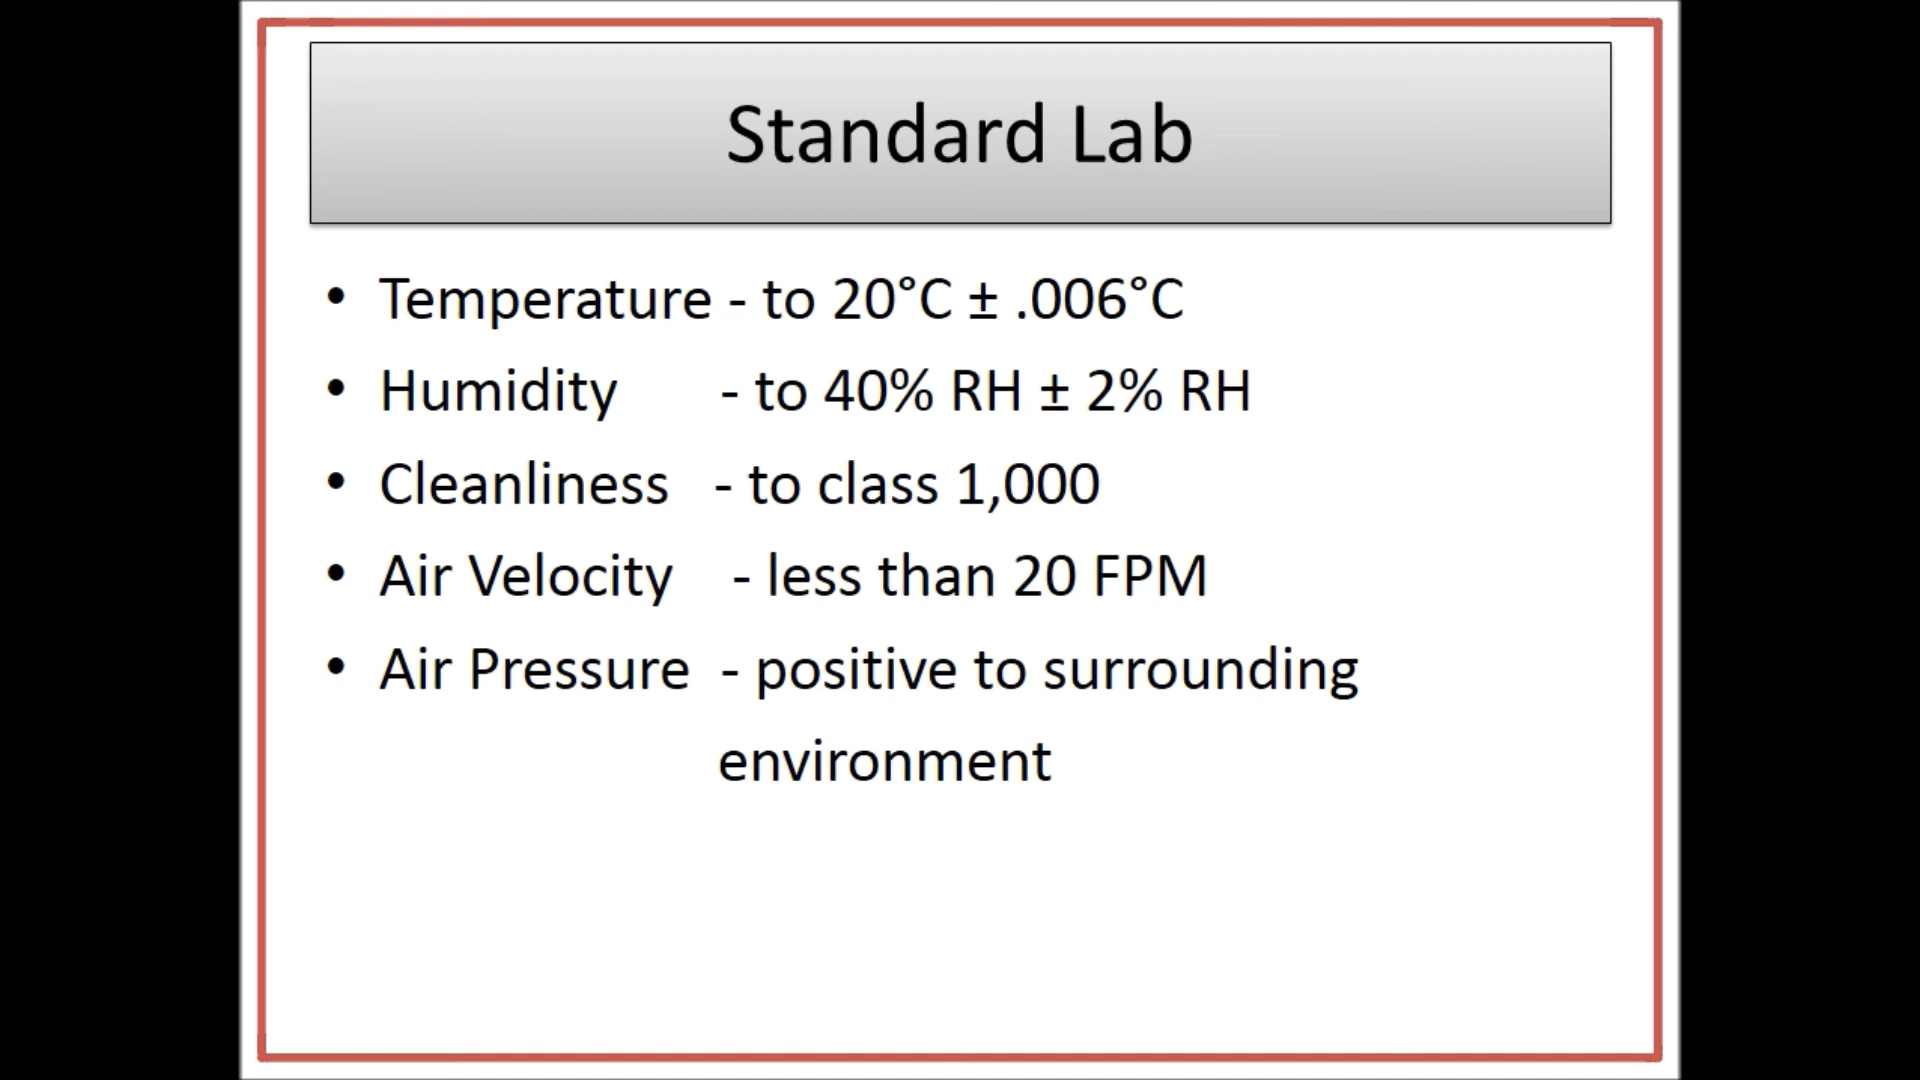 Standard Lab
• Temperature - to 20°C ± .006°C
• Humidity - to 40% RH ± 2% RH
• Cleanliness - to class 1,000
• Air Velocity - less than 20 FPM
• Air Pressure - positive to surrounding
environment